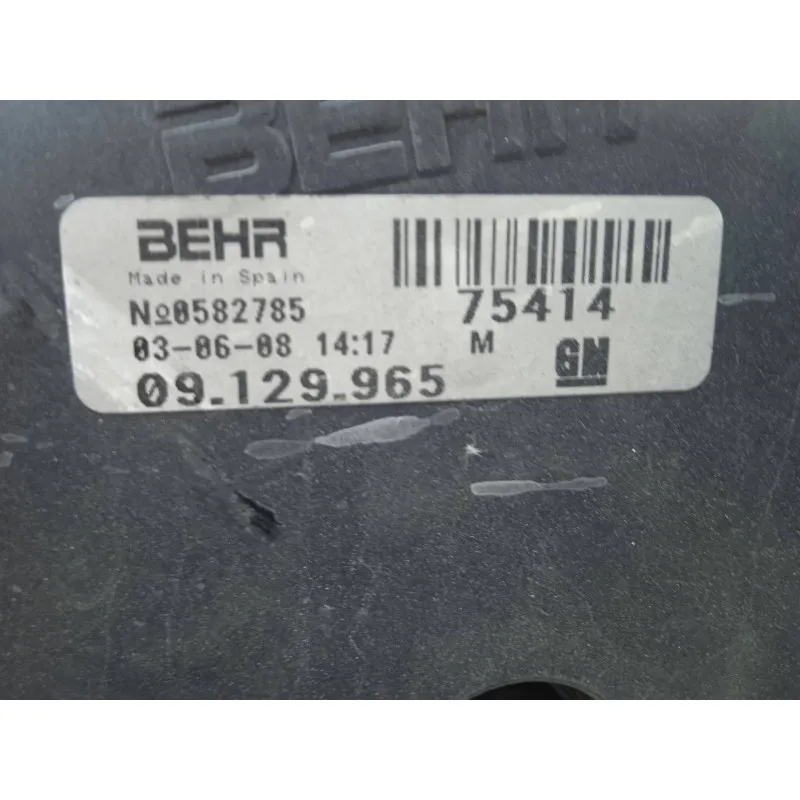 BEHR
BEHR
Made in Spain
№0582785
03-06-08 14:17
09.129.965
75414
M
GM